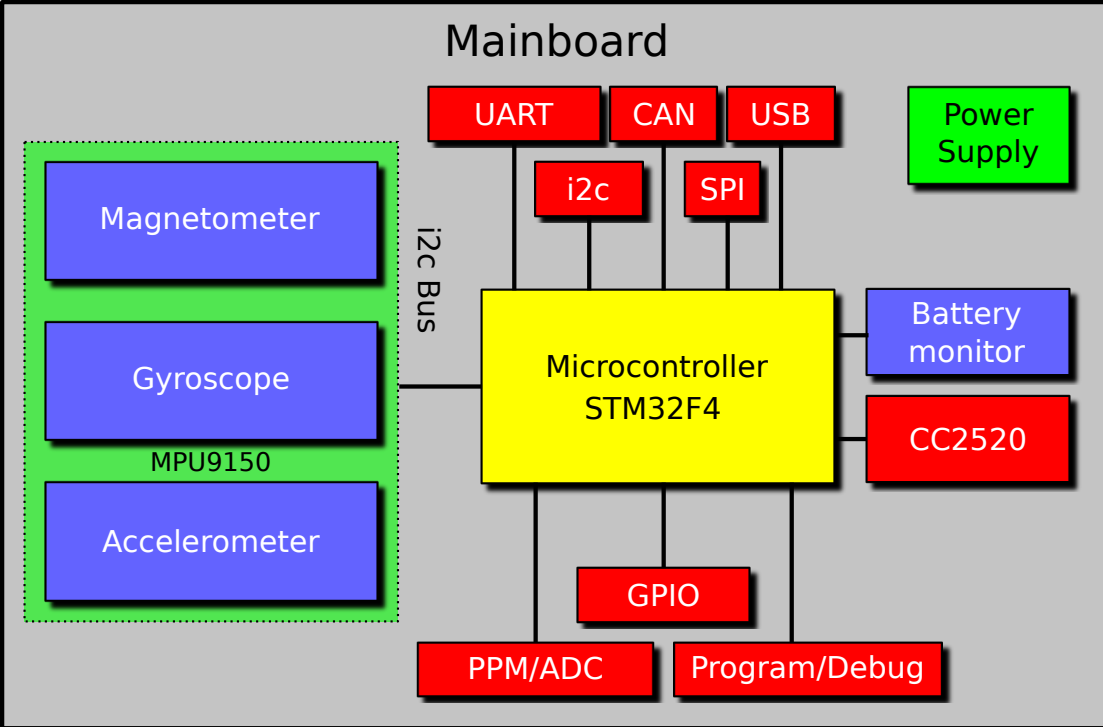 Mainboard
UART
CAN
USB
Power
Supply
i2c
SPI
Magnetometer
i2c Bus
Battery
monitor
Gyroscope
Microcontroller
STM32F4
CC2520
MPU9150
Accelerometer
GPIO
PPM/ADC
Program/Debug